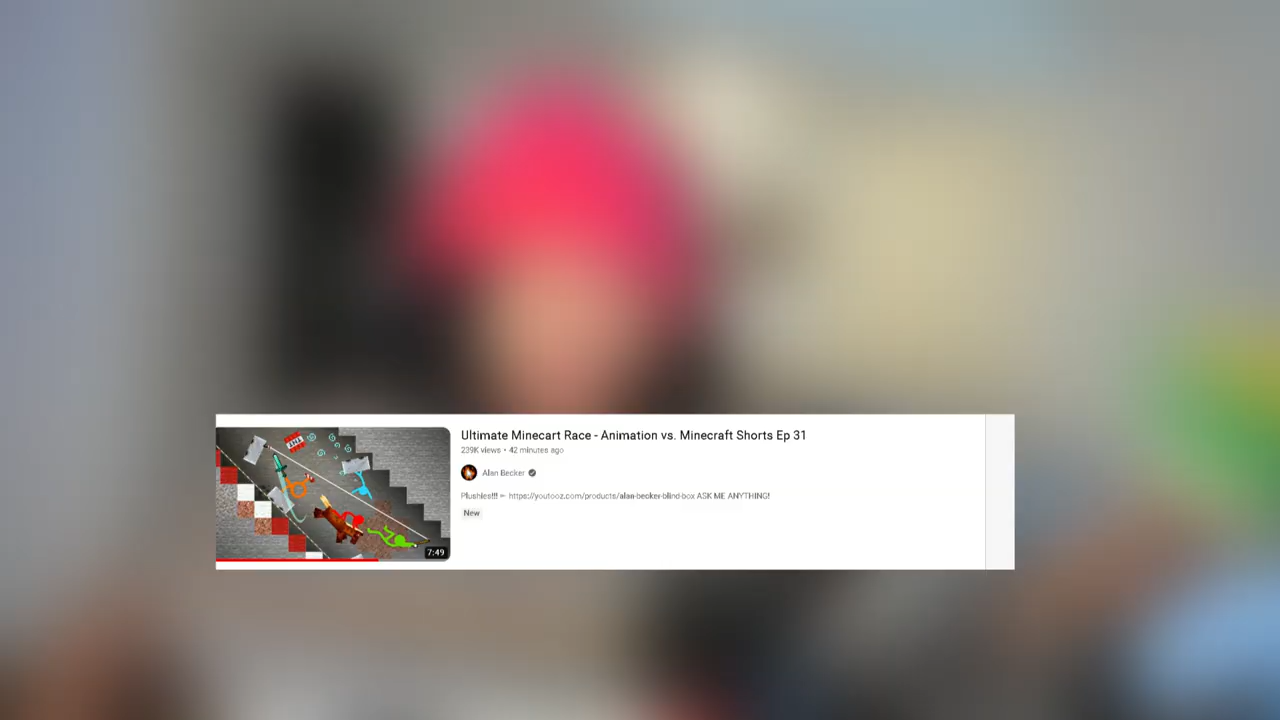 Ultimate Minecart Race - Animation vs. Minecraft Shorts Ep 31
239K views • 42 minutes ago
Alan Becker
Plushies!!! ► https://youtooz.com/products/alan-becker-blind-box ASK ME ANYTHING!
New
7:49